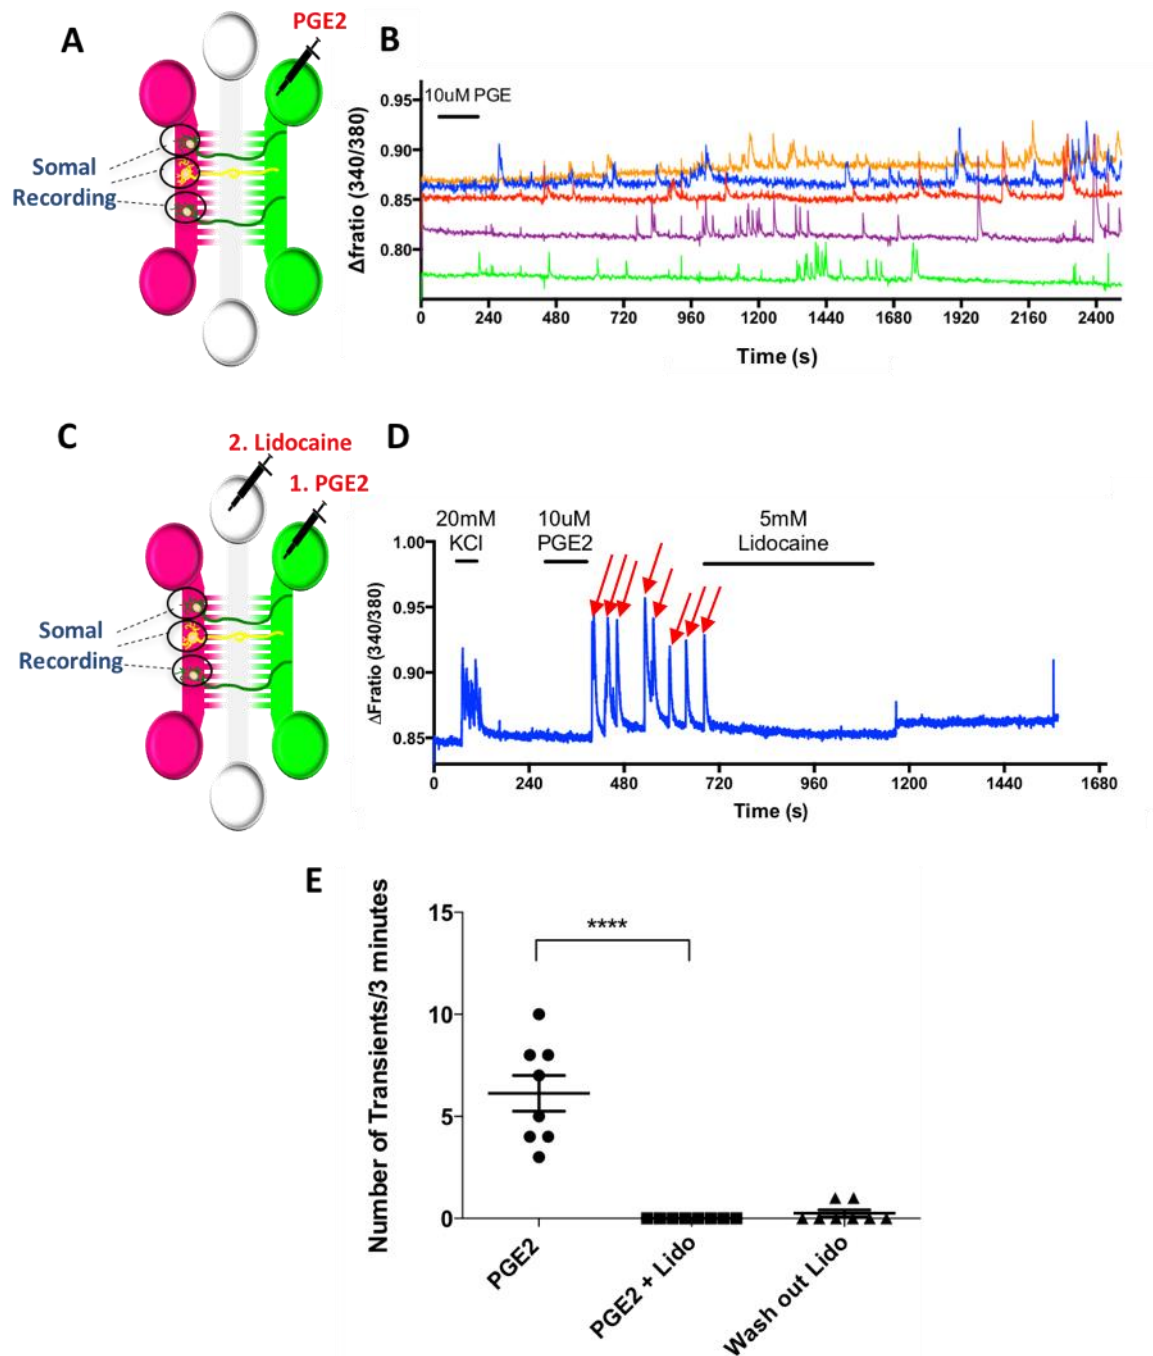 A
PGE2
Somal
Recording
B
10uM PGE
Δfratio (340/380)
0.95
0.90
0.85
0.80
0
240
480
720
960
1200
1440
1680
1920
2160
2400
Time (s)
C
2. Lidocaine
1. PGE2
Somal
Recording
D
20mM
KCl
10uM
PGE2
5mM
Lidocaine
ΔFratio (340/380)
1.00
0.95
0.90
0.85
0
240
480
720
960
1200
1440
1680
Time (s)
E
Number of Transients/3 minutes
15
10
5
0
****
PGE2
PGE2 + Lido
Wash out Lido